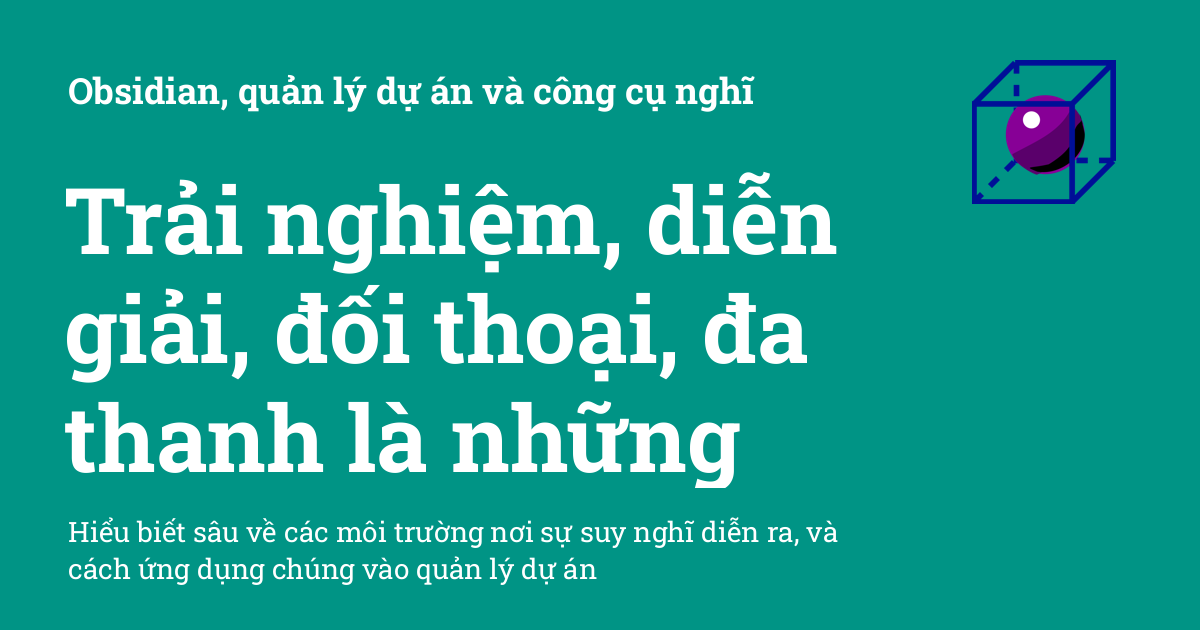 Obsidian, quản lý dự án và công cụ nghĩ
Trải nghiệm, diễn
giải, đối thoại, đa
thanh là những
Hiểu biết sâu về các môi trường nơi sự suy nghĩ diễn ra, và
cách ứng dụng chúng vào quản lý dự án